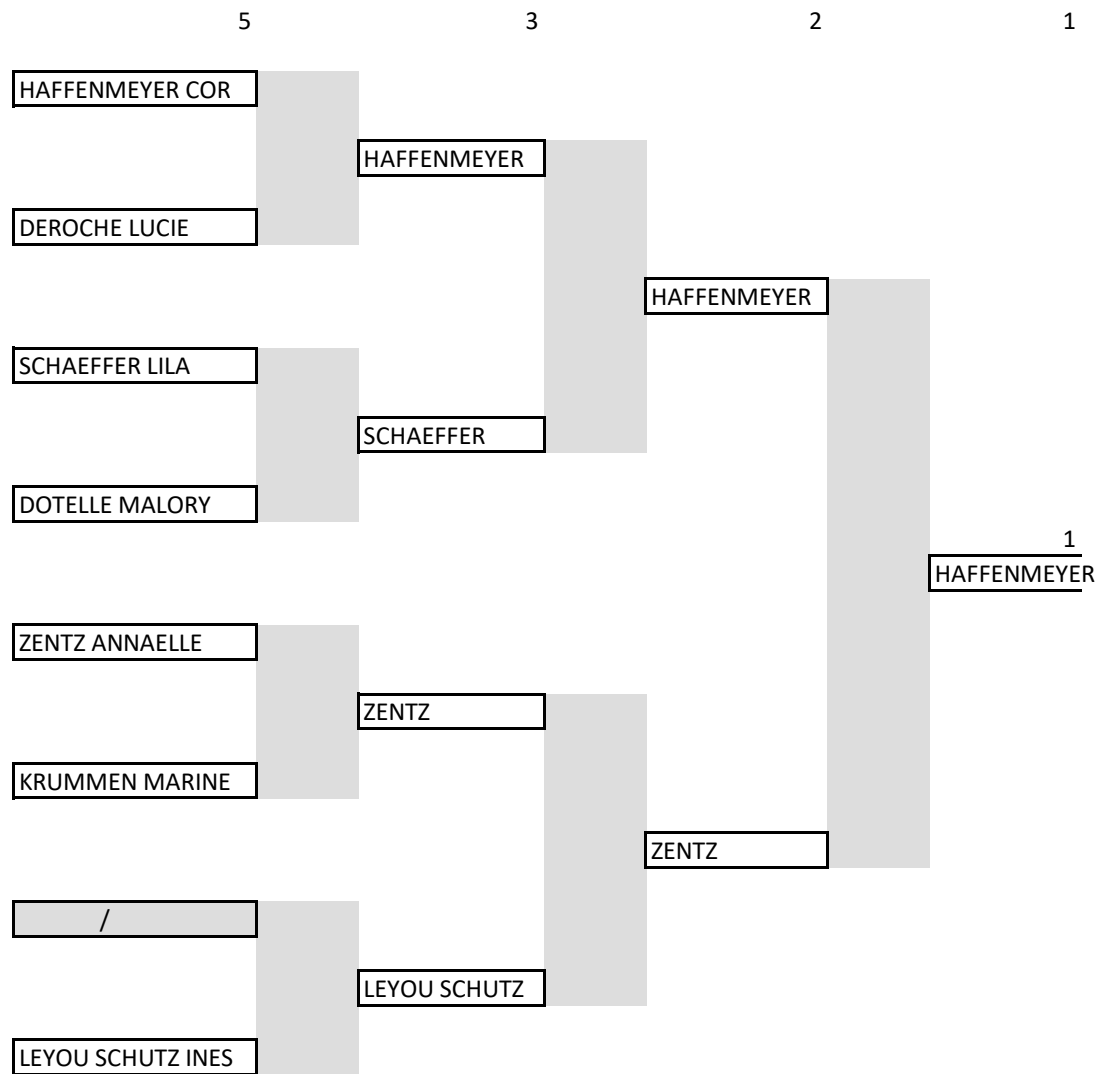 5 3 2 1
HAFFENMEYER COR
HAFFENMEYER
DEROCHE LUCIE
HAFFENMEYER
SCHAEFFER LILA
SCHAEFFER
DOTELLE MALORY
1
HAFFENMEYER
ZENTZ ANNAELLE
ZENTZ
KRUMMEN MARINE
ZENTZ
/
LEYOU SCHUTZ
LEYOU SCHUTZ INES